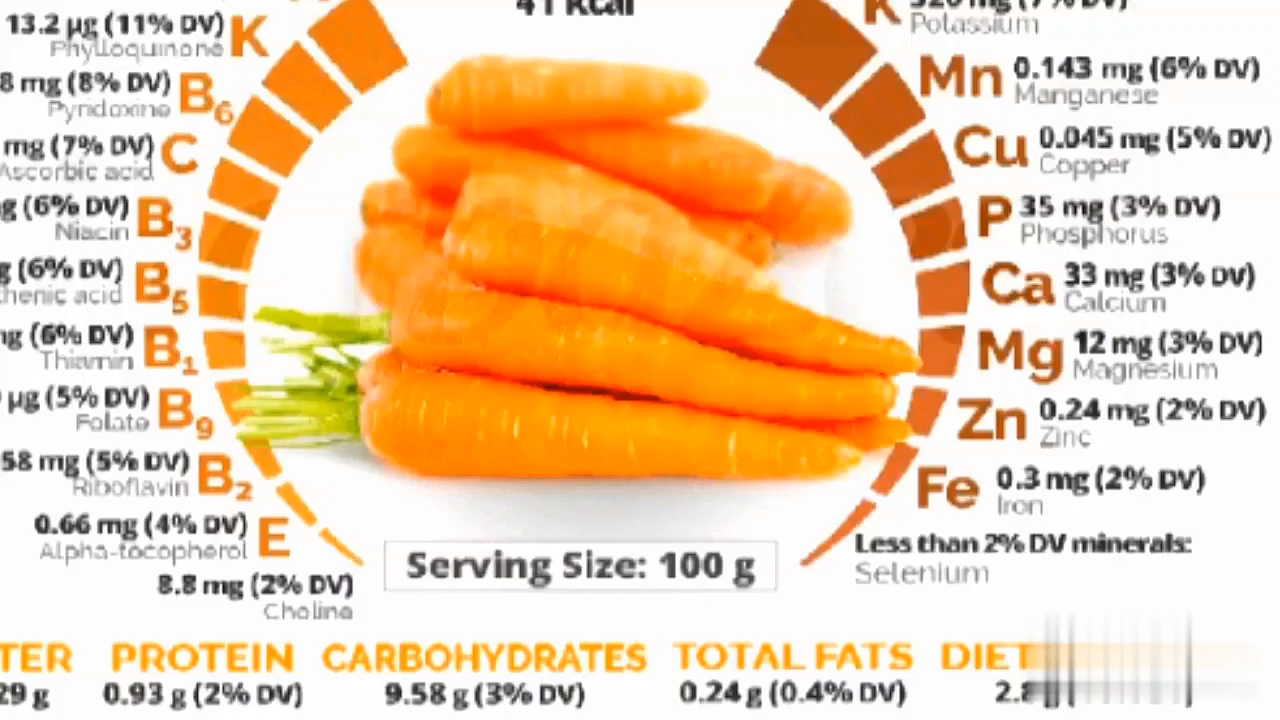 41 kcal
13.2 µg (11% DV)
Phylloquinone
K
8 mg (8% DV)
Pyridoxine
B6
mg (7% DV)
Ascorbic acid
C
g (6% DV)
Niacin
B3
g (6% DV)
thenic acid
B5
mg (6% DV)
Thiamin
B1
µg (5% DV)
Folate
B9
58 mg (5% DV)
Riboflavin
B2
0.66 mg (4% DV)
Alpha-tocopherol
E
8.8 mg (2% DV)
Choline
K
320 mg (7% DV)
Potassium
Mn
0.143 mg (6% DV)
Manganese
Cu
0.045 mg (5% DV)
Copper
P
35 mg (3% DV)
Phosphorus
Ca
33 mg (3% DV)
Calcium
Mg
12 mg (3% DV)
Magnesium
Zn
0.24 mg (2% DV)
Zinc
Fe
0.3 mg (2% DV)
Iron
Less than 2% DV minerals:
Selenium
Serving Size: 100 g
TER PROTEIN CARBOHYDRATES TOTAL FATS DIET
29 g 0.93 g (2% DV) 9.58 g (3% DV) 0.24 g (0.4% DV) 2.8